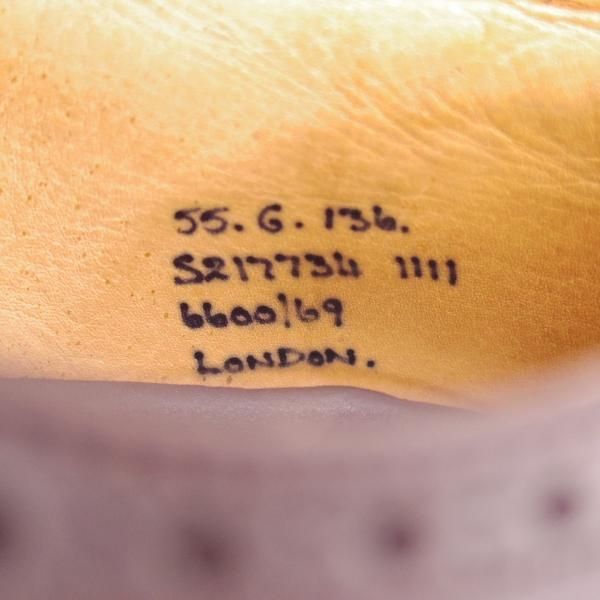 55. G. 136.
S217734 1111
6600/69
LONDON.